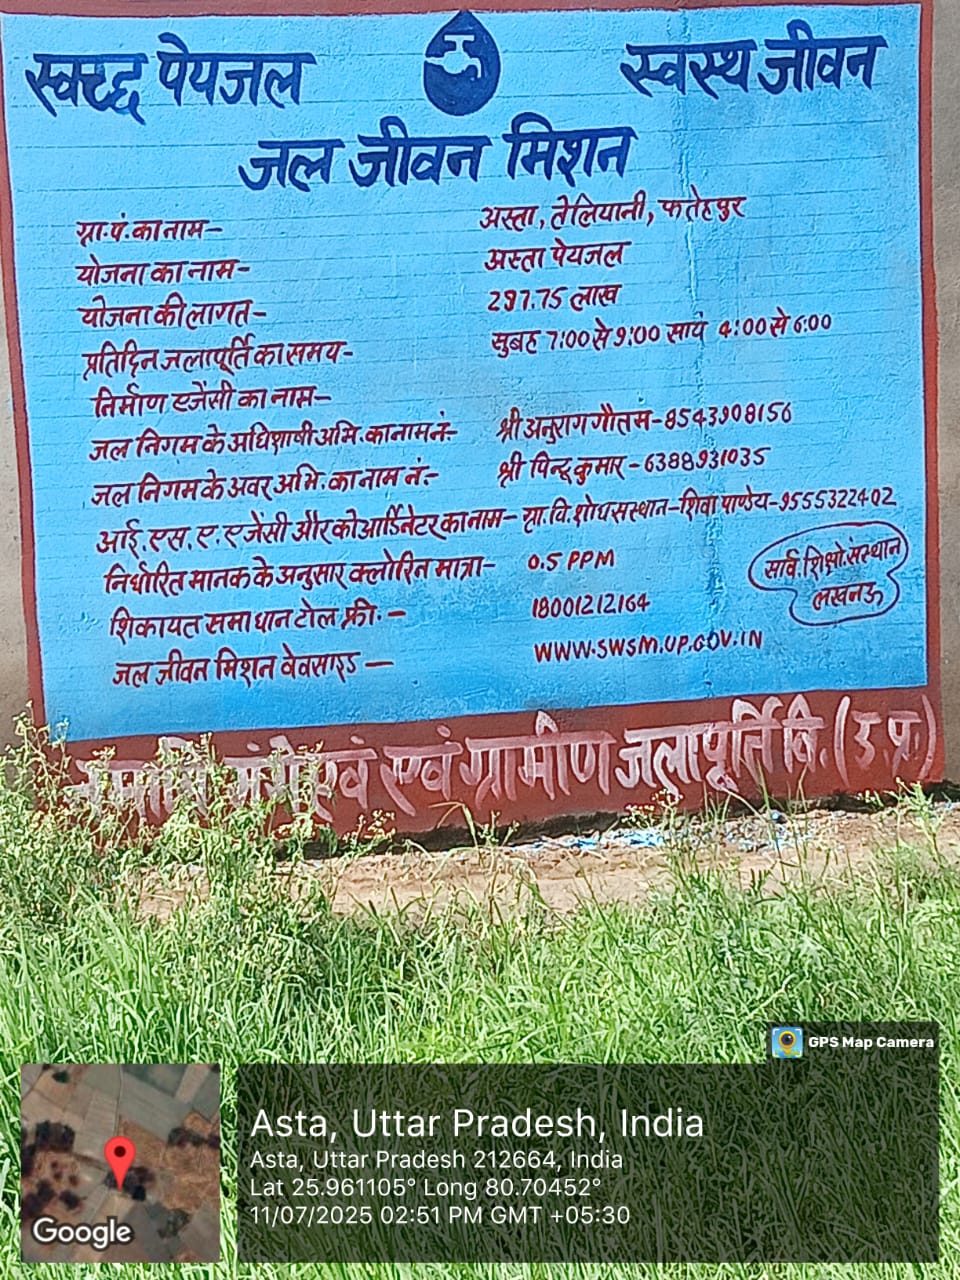 स्वच्छ पेयजल स्वस्थ जीवन
जल जीवन मिशन
ग्रा.पं. का नाम- अस्ता, तेलियानी, फतेहपुर
योजना का नाम- अस्ता पेयजल
योजना की लागत- 297.75 लाख
प्रतिदिन जलापूर्ति का समय- सुबह 7:00 से 9:00 सायं 4:00 से 6:00
निर्माण एजेंसी का नाम-
जल निगम के अधिशाषी अभि. का नाम नं.- श्री अनुराग गौतम-8543908156
जल निगम के अवर अभि. का नाम नं.- श्री पिन्टू कुमार-6388931035
आई.एस.ए. एजेंसी और कोआर्डिनेटर का नाम- ग्रा.वि.शोध संस्थान-शिवा पाण्डेय-9555322402
निर्धारित मानक के अनुसार क्लोरिन मात्रा- 0.5 PPM
सार्व. शिक्षो. संस्थान
लखनऊ
शिकायत समाधान टोल फ्री.- 18001212164
जल जीवन मिशन वेवसाइड - WWW.SWSM.UP.GOV.IN
एवं ग्रामीण जलापूर्ति वि. (उ.प्र.)
GPS Map Camera
Asta, Uttar Pradesh, India
Asta, Uttar Pradesh 212664, India
Lat 25.961105° Long 80.70452°
11/07/2025 02:51 PM GMT +05:30
Google